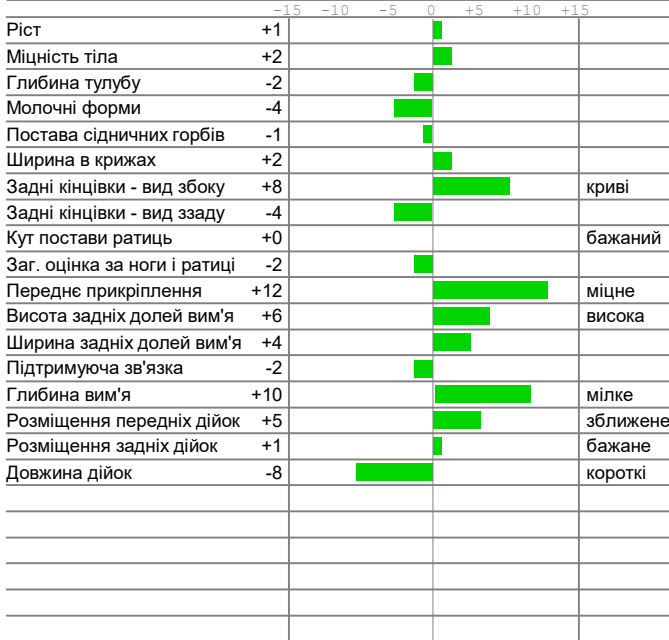 -15 -10 -5 0 +5 +10 +15
Ріст +1
Міцність тіла +2
Глибина тулубу -2
Молочні форми -4
Постава сідничних горбів -1
Ширина в крижах +2
Задні кінцівки - вид збоку +8 криві
Задні кінцівки - вид ззаду -4
Кут постави ратиць +0 бажаний
Заг. оцінка за ноги і ратиці -2
Переднє прикріплення +12 міцне
Висота задніх долей вим'я +6 висока
Ширина задніх долей вим'я +4
Підтримуюча зв'язка -2
Глибина вим'я +10 мілке
Розміщення передніх дійок +5 зближене
Розміщення задніх дійок +1 бажане
Довжина дійок -8 короткі